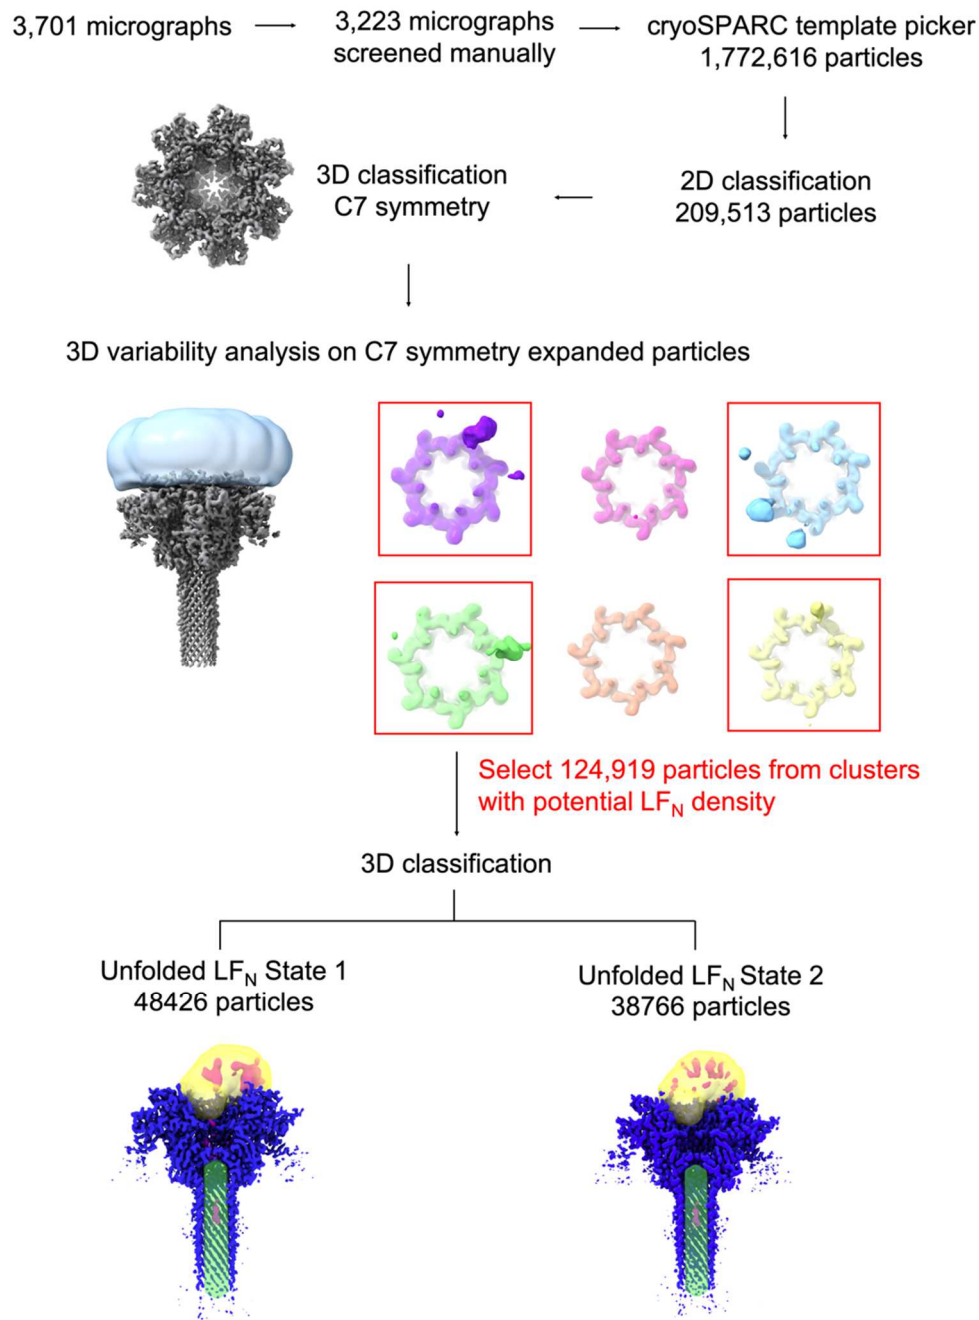 3,701 micrographs
3,223 micrographs
screened manually
cryoSPARC template picker
1,772,616 particles
2D classification
209,513 particles
3D classification
C7 symmetry
3D variability analysis on C7 symmetry expanded particles
Select 124,919 particles from clusters
with potential LFN density
3D classification
Unfolded LFN State 1
48426 particles
Unfolded LFN State 2
38766 particles